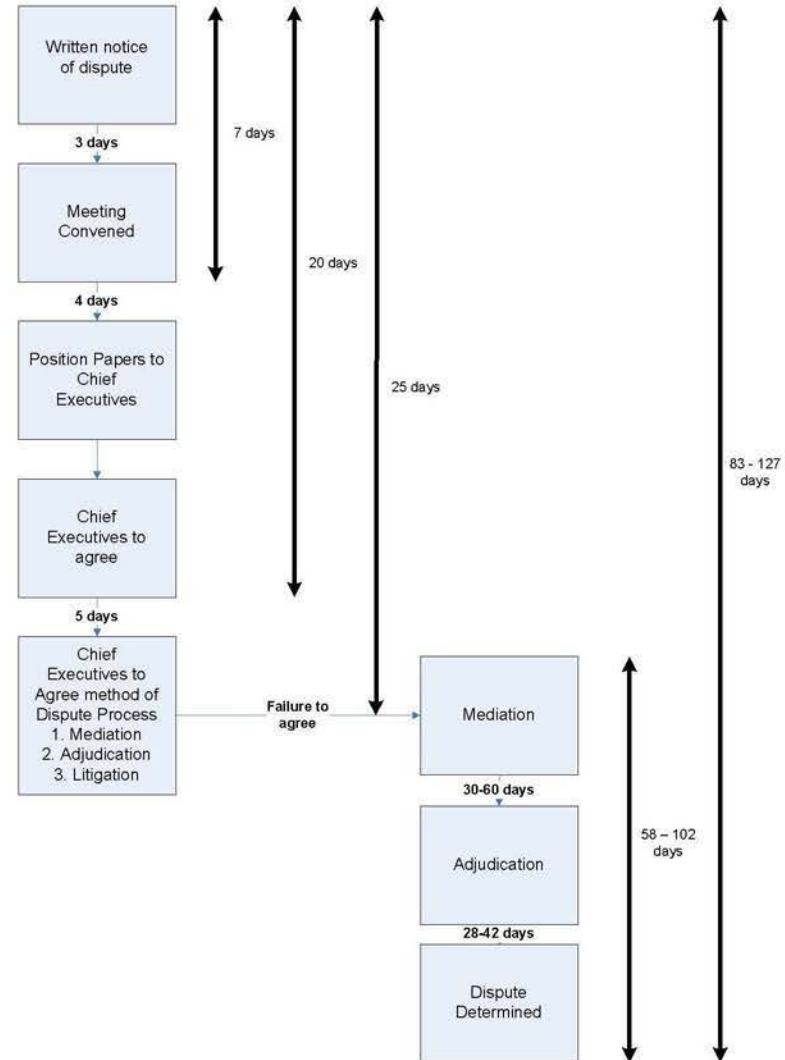 Written notice
of dispute
3 days
7 days
Meeting
Convened
20 days
4 days
Position Papers to
Chief
Executives
25 days
83 - 127
days
Chief
Executives to
agree
5 days
Chief
Executives to
Agree method of
Dispute Process
1. Mediation
2. Adjudication
3. Litigation
Failure to
agree
Mediation
30-60 days
Adjudication
58 – 102
days
28-42 days
Dispute
Determined